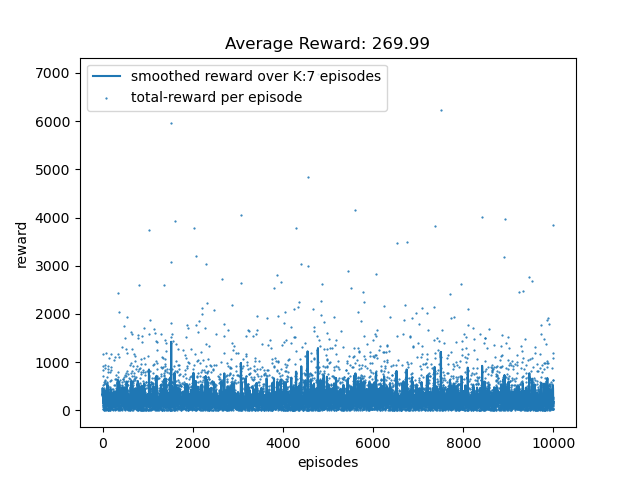 Average Reward: 269.99
smoothed reward over K:7 episodes
total-reward per episode
7000
6000
5000
4000
3000
2000
1000
0
reward
0 2000 4000 6000 8000 10000
episodes